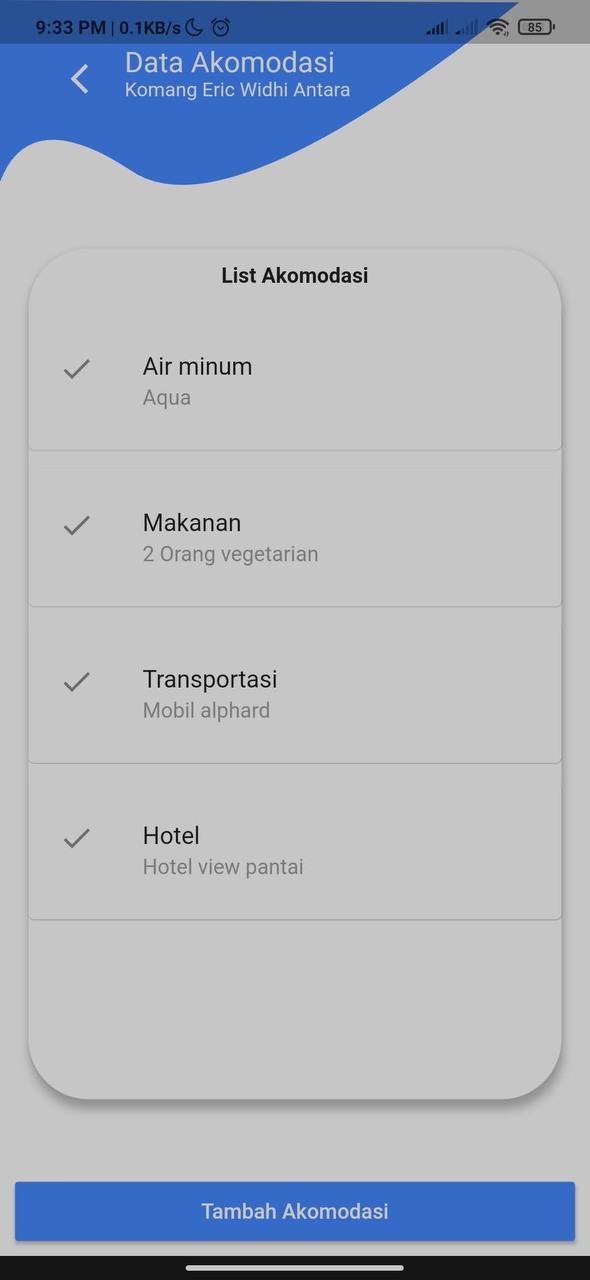 9:33 PM | 0.1KB/s
85
Data Akomodasi
Komang Eric Widhi Antara
List Akomodasi
Air minum
Aqua
Makanan
2 Orang vegetarian
Transportasi
Mobil alphard
Hotel
Hotel view pantai
Tambah Akomodasi